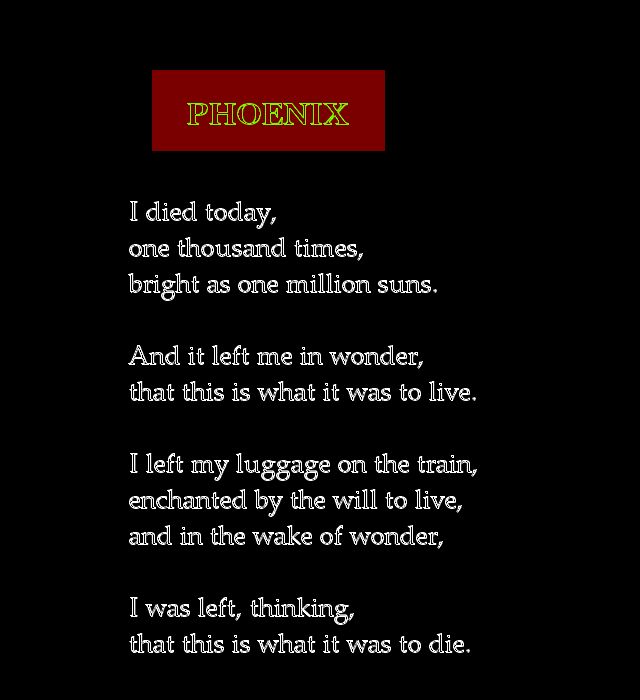 PHOENIX
I died today,
one thousand times,
bright as one million suns.
And it left me in wonder,
that this is what it was to live.
I left my luggage on the train,
enchanted by the will to live,
and in the wake of wonder,
I was left, thinking,
that this is what it was to die.